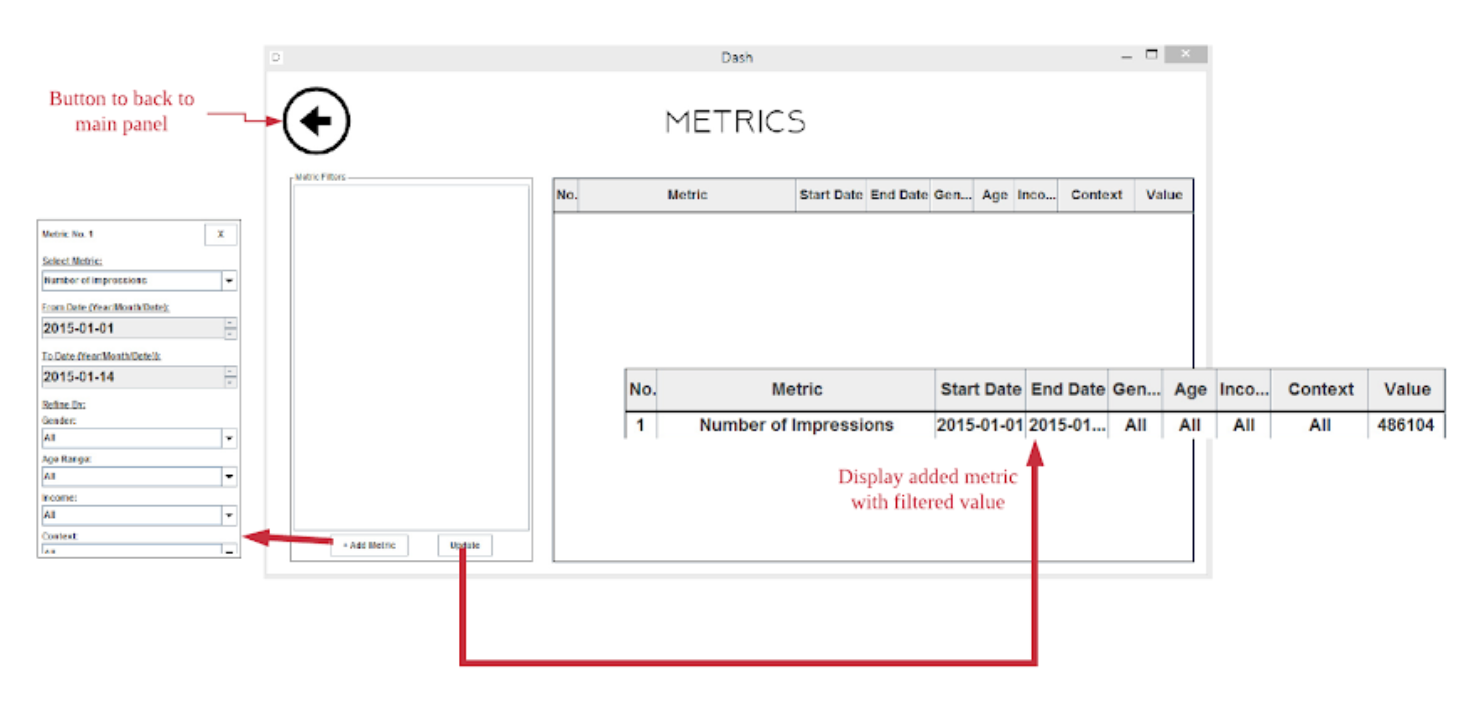 Dash
Button to back to
main panel
METRICS
Metric Filters
No. Metric Start Date End Date Gen... Age Inco... Context Value
Metric No. 1 X
Select Metric:
Number of Impressions
From Date (Year/Month/Date):
2015-01-01
To Date (Year/Month/Date)):
2015-01-14
Refine By:
Gender:
All
Age Range:
All
Income:
All
Context:
+ Add Metric Update
No. Metric Start Date End Date Gen... Age Inco... Context Value
1 Number of Impressions 2015-01-01 2015-01... All All All All 486104
Display added metric
with filtered value